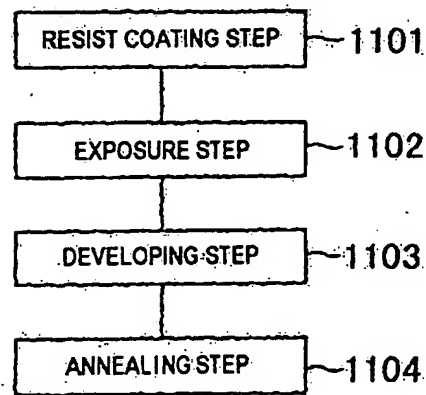 RESIST COATING STEP 1101
EXPOSURE STEP 1102
DEVELOPING STEP 1103
ANNEALING STEP 1104